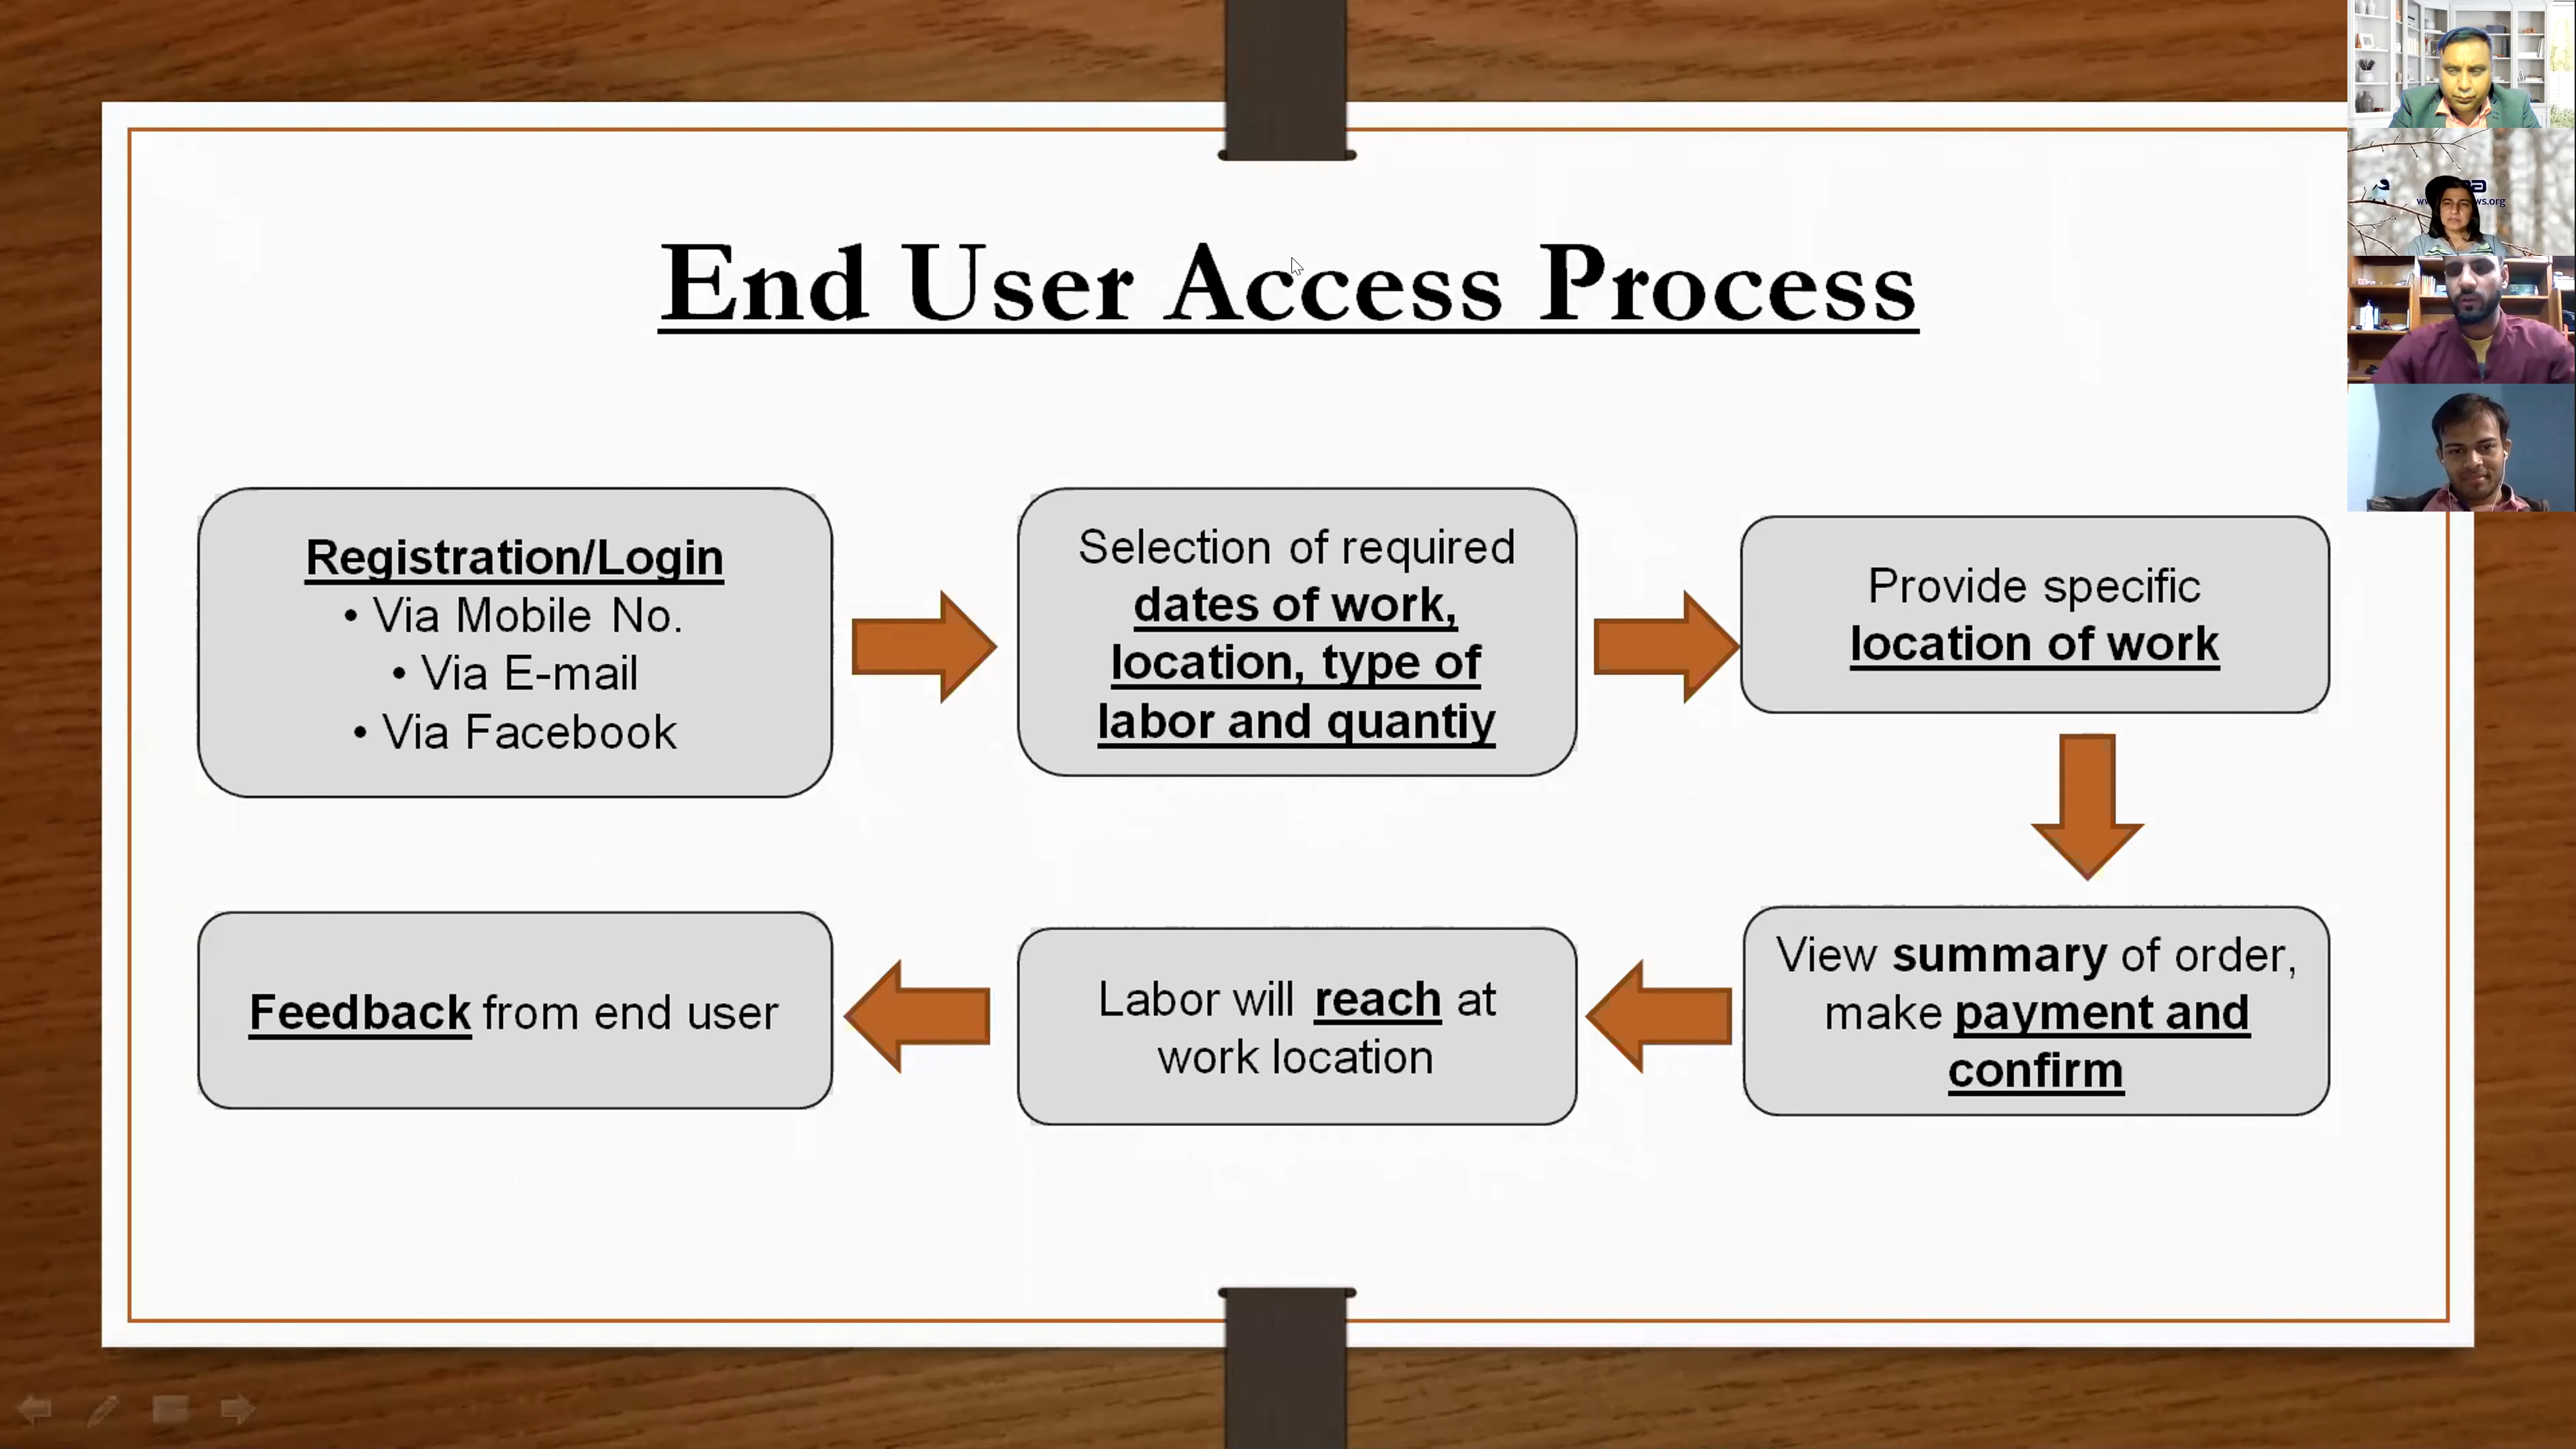 End User Access Process
Registration/Login
• Via Mobile No.
• Via E-mail
• Via Facebook
Selection of required
dates of work,
location, type of
labor and quantiy
Provide specific
location of work
View summary of order,
make payment and
confirm
Labor will reach at
work location
Feedback from end user